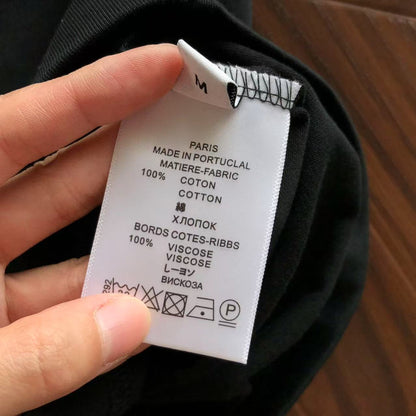 M
PARIS
MADE IN PORTUCLAL
MATIERE-FABRIC
100% COTON
COTTON
綿
ХЛОПОК
BORDS COTES-RIBBS
100% VISCOSE
VISCOSE
レーヨン
ВИСКОЗА
P